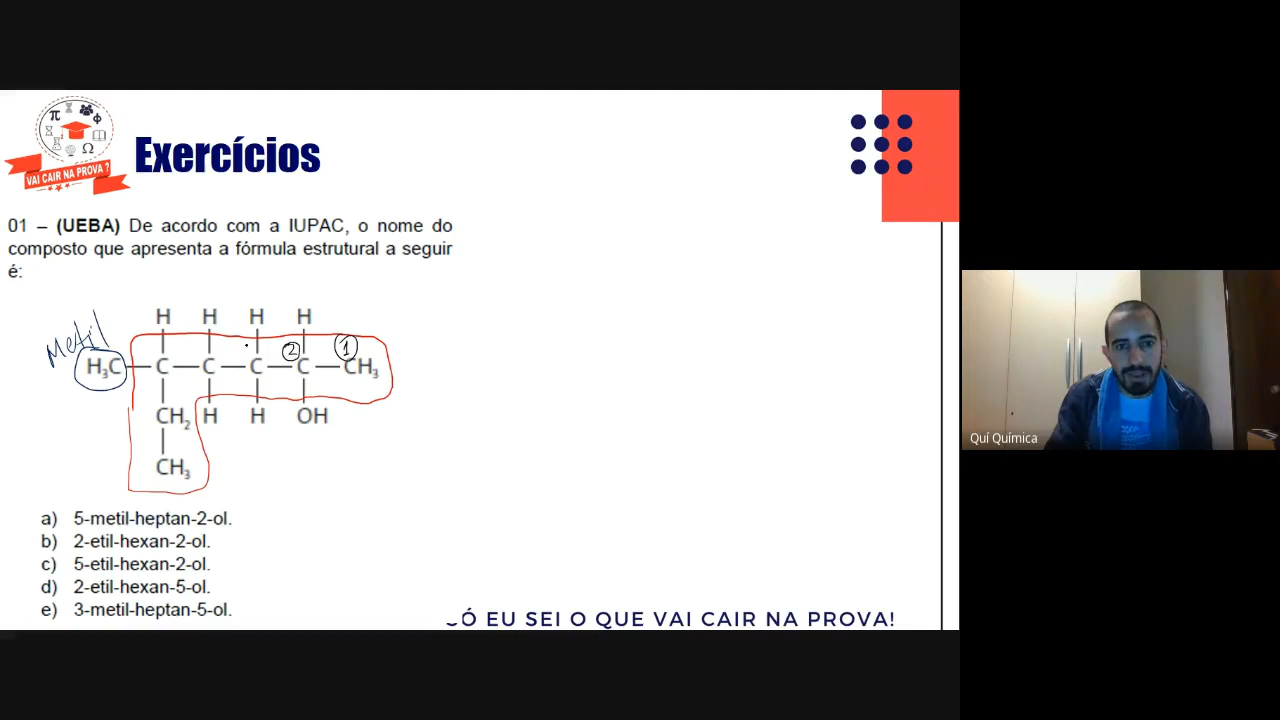 π
Φ
Ω
VAI CAIR NA PROVA ?
Exercícios
01 – (UEBA) De acordo com a IUPAC, o nome do
composto que apresenta a fórmula estrutural a seguir
é:
Metil
H H H H
2 1
H₃C — C — C — C — C — CH₃
CH₂ H H OH
CH₃
a) 5-metil-heptan-2-ol.
b) 2-etil-hexan-2-ol.
c) 5-etil-hexan-2-ol.
d) 2-etil-hexan-5-ol.
e) 3-metil-heptan-5-ol.
SÓ EU SEI O QUE VAI CAIR NA PROVA!
Quí Química